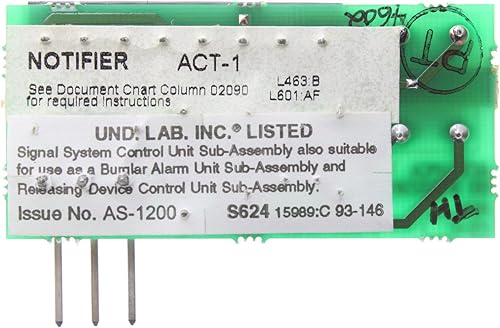 NOTIFIER ACT-1
See Document Chart Column 02090 L463:B
for required Instructions L601:AF
UND. LAB. INC.® LISTED
Signal System Control Unit Sub-Assembly also suitable
for use as a Burglar Alarm Unit Sub-Assembly and
Releasing Device Control Unit Sub-Assembly.
Issue No. AS-1200 S624 15989:C 93-146
PT
TH